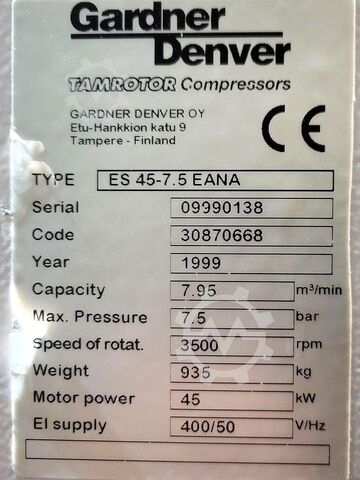 Gardner
Denver
TAMROTOR Compressors
GARDNER DENVER OY
Etu-Hankkion katu 9
Tampere - Finland
CE
TYPE ES 45-7.5 EANA
Serial 09990138
Code 30870668
Year 1999
Capacity 7.95 m³/min
Max. Pressure 7.5 bar
Speed of rotat. 3500 rpm
Weight 935 kg
Motor power 45 kW
El supply 400/50 V/Hz